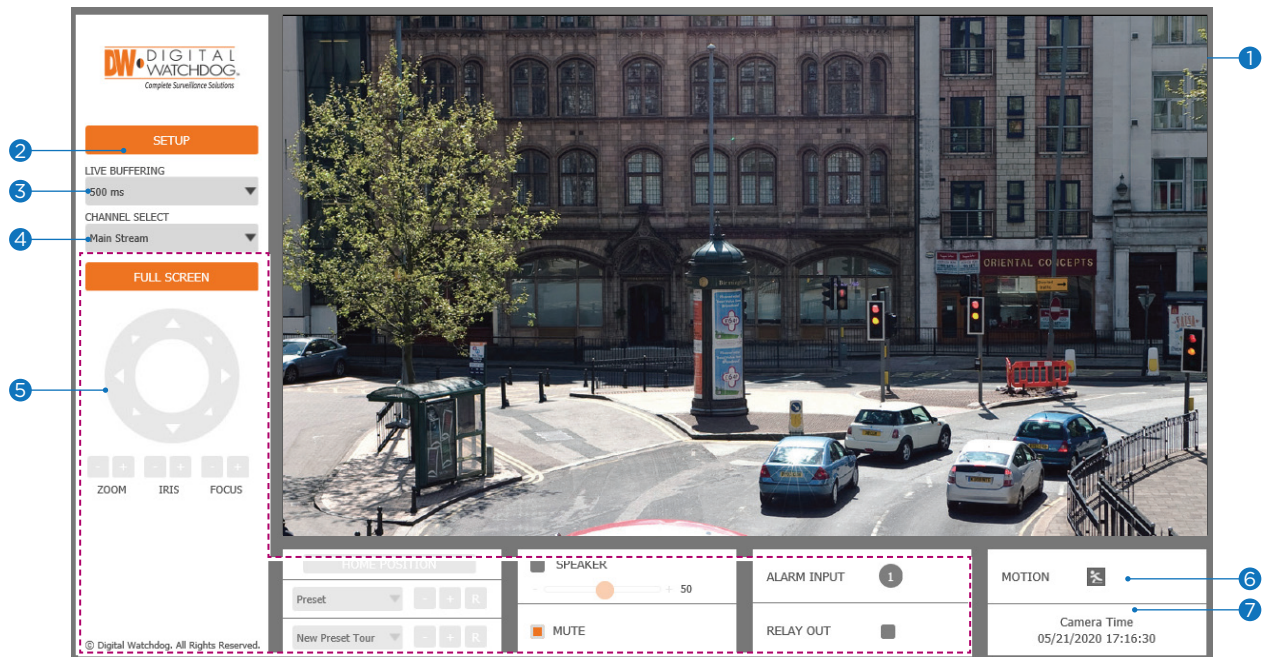 DW DIGITAL
WATCHDOG®
Complete Surveillance Solutions
SETUP
LIVE BUFFERING
500 ms
CHANNEL SELECT
Main Stream
FULL SCREEN
- + - + - +
ZOOM IRIS FOCUS
© Digital Watchdog. All Rights Reserved.
ORIENTAL CONCEPTS
HOME POSITION
Preset - + R
New Preset Tour - + R
SPEAKER
- + 50
MUTE
ALARM INPUT 1
RELAY OUT
MOTION
Camera Time
05/21/2020 17:16:30
1
2
3
4
5
6
7